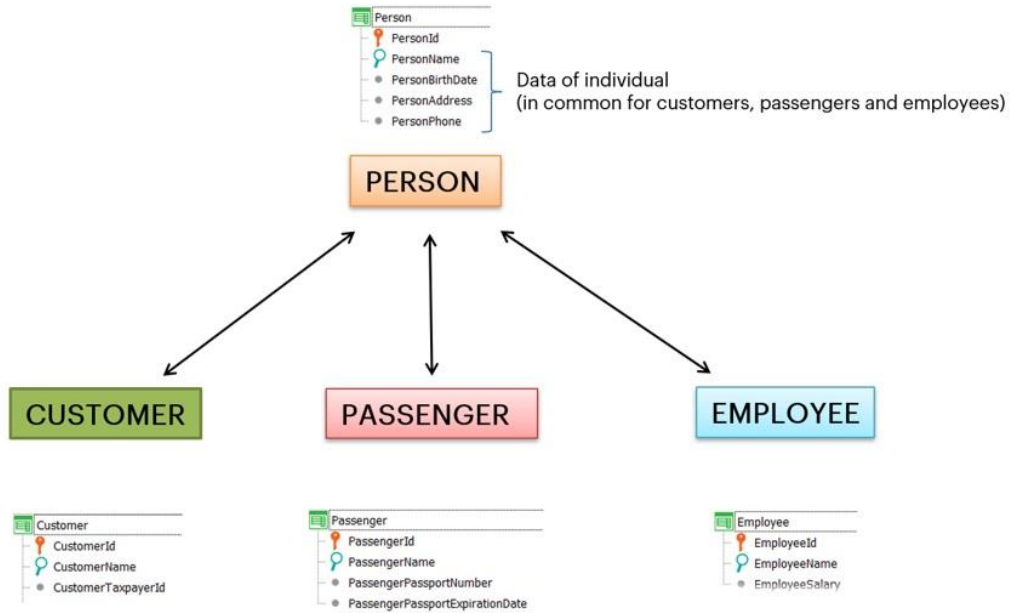 Person
PersonId
PersonName
PersonBirthDate
PersonAddress
PersonPhone
Data of individual
(in common for customers, passengers and employees)
PERSON
CUSTOMER
PASSENGER
EMPLOYEE
Customer
CustomerId
CustomerName
CustomerTaxpayerId
Passenger
PassengerId
PassengerName
PassengerPassportNumber
PassengerPassportExpirationDate
Employee
EmployeeId
EmployeeName
EmployeeSalary